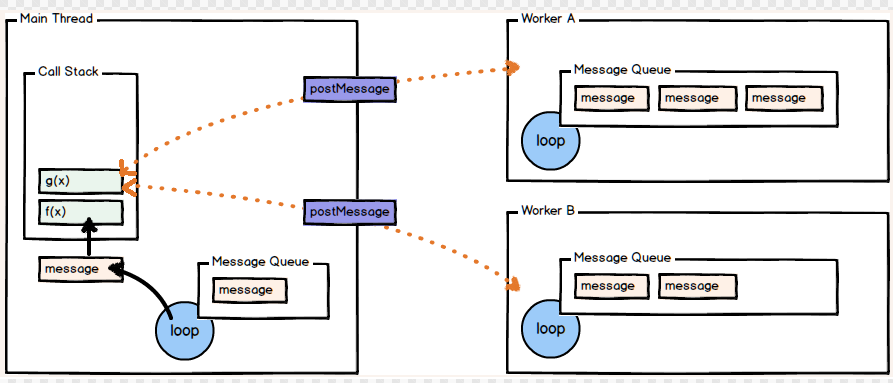 Main Thread
Call Stack
g(x)
f(x)
message
loop
Message Queue
message
postMessage
postMessage
Worker A
Message Queue
message message message
loop
Worker B
Message Queue
message message
loop